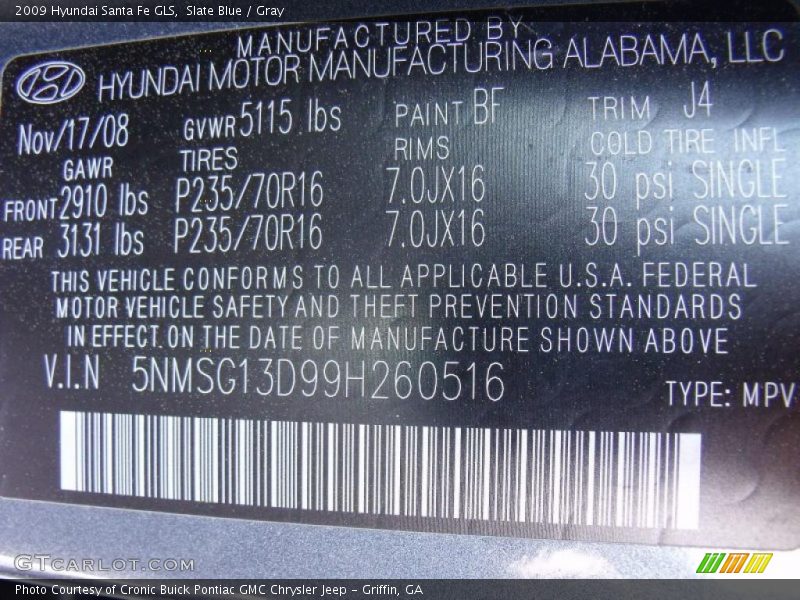 2009 Hyundai Santa Fe GLS, Slate Blue / Gray
MANUFACTURED BY
HYUNDAI MOTOR MANUFACTURING ALABAMA, LLC
Nov/17/08 GVWR 5115 lbs PAINT BF TRIM J4
GAWR TIRES RIMS COLD TIRE INFL
FRONT 2910 lbs P235/70R16 7.0JX16 30 psi SINGLE
REAR 3131 lbs P235/70R16 7.0JX16 30 psi SINGLE
THIS VEHICLE CONFORMS TO ALL APPLICABLE U.S.A. FEDERAL
MOTOR VEHICLE SAFETY AND THEFT PREVENTION STANDARDS
IN EFFECT ON THE DATE OF MANUFACTURE SHOWN ABOVE
V.I.N 5NMSG13D99H260516
TYPE: MPV
GTCARLOT.COM
Photo Courtesy of Cronic Buick Pontiac GMC Chrysler Jeep - Griffin, GA